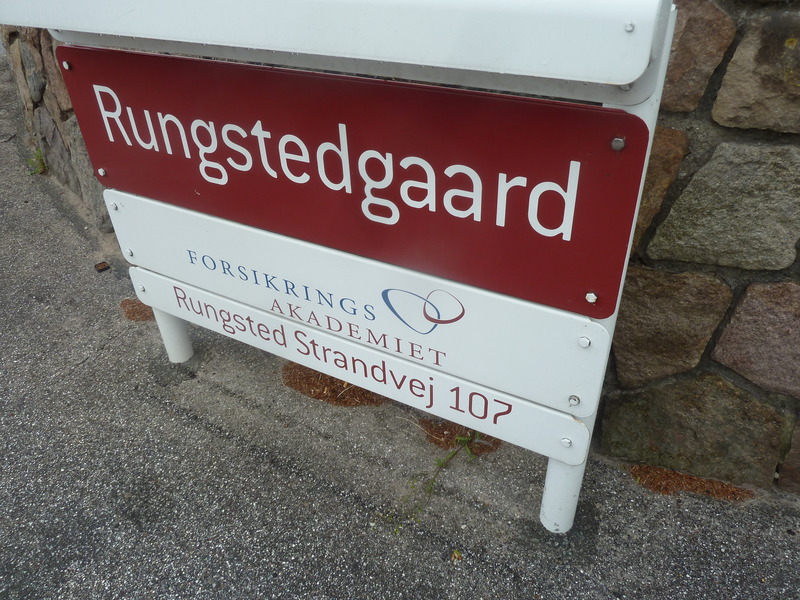 Rungstedgaard
FORSIKRINGS
AKADEMIET
Rungsted Strandvej 107